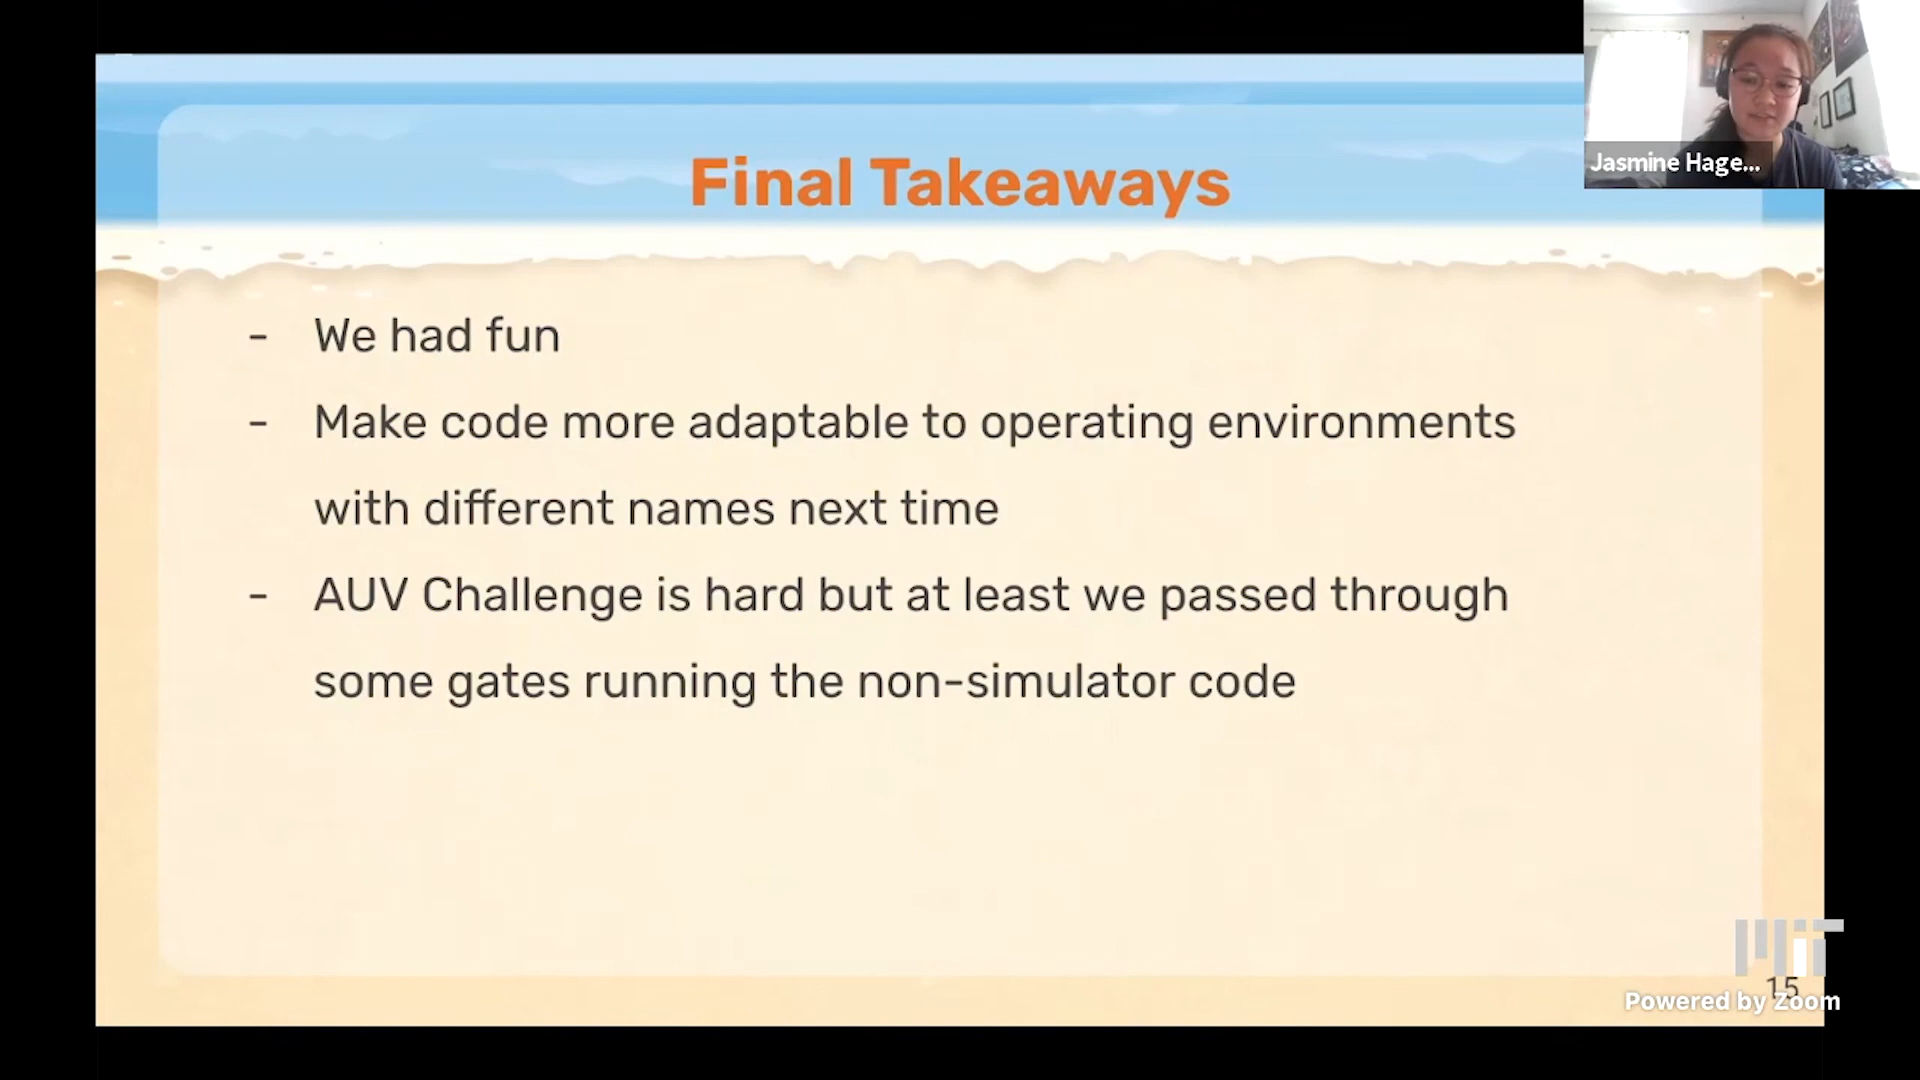 Final Takeaways
Jasmine Hage...
- We had fun
- Make code more adaptable to operating environments
with different names next time
- AUV Challenge is hard but at least we passed through
some gates running the non-simulator code
MIT
15
Powered by Zoom